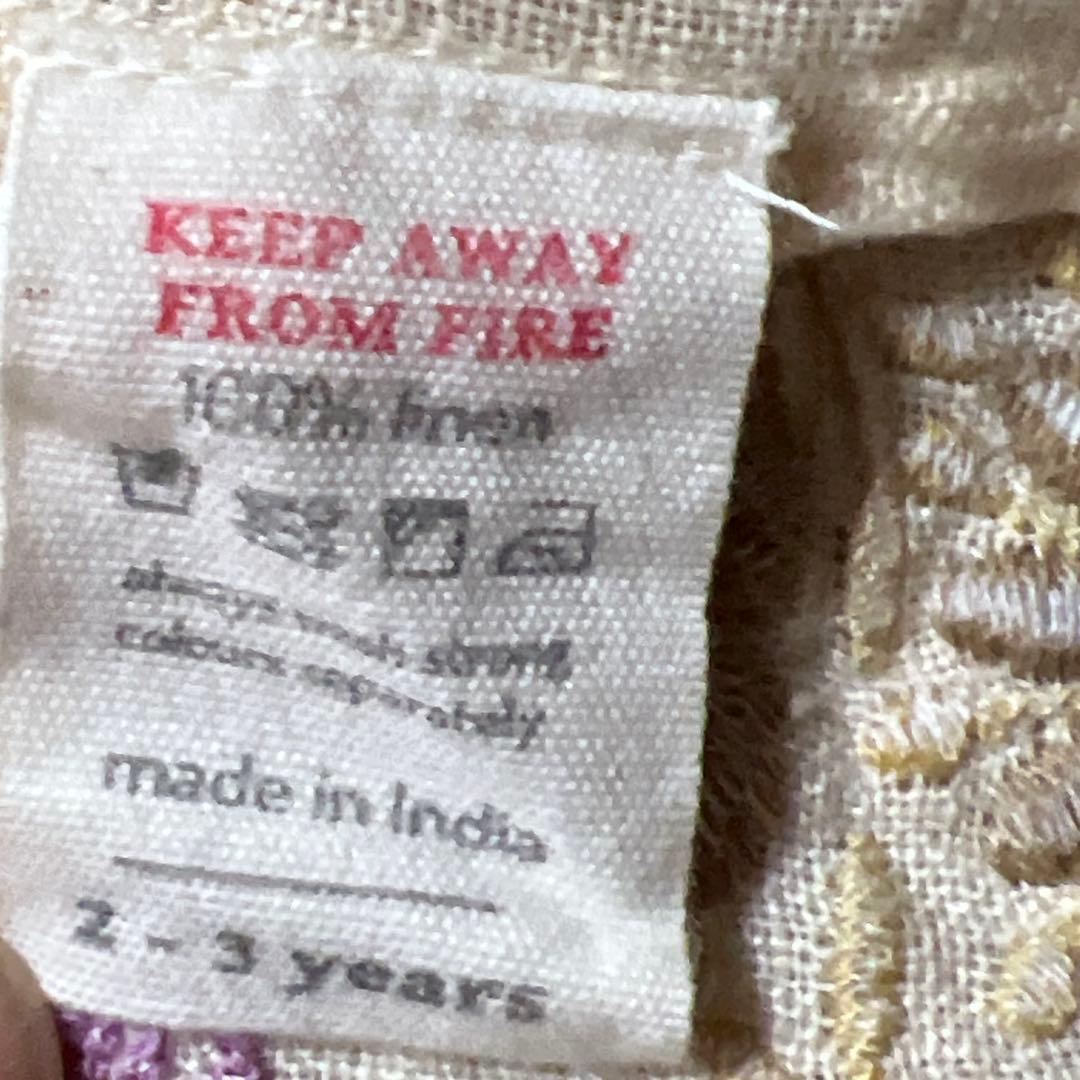 KEEP AWAY
FROM FIRE
100% linen
always wash strong
colours separately
made in India
2 - 3 years